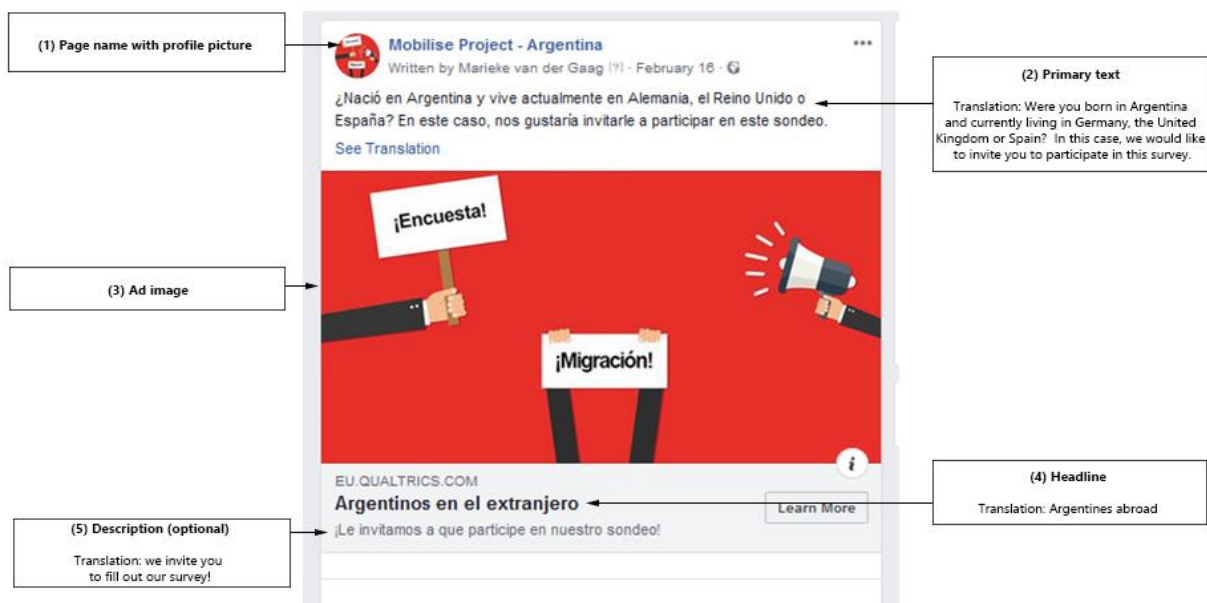 (1) Page name with profile picture
Mobilise Project - Argentina
Written by Marieke van der Gaag [?] · February 16 ·
(2) Primary text
Translation: Were you born in Argentina
and currently living in Germany, the United
Kingdom or Spain? In this case, we would like
to invite you to participate in this survey.
¿Nació en Argentina y vive actualmente en Alemania, el Reino Unido o
España? En este caso, nos gustaría invitarle a participar en este sondeo.
See Translation
(3) Ad image
¡Encuesta!
¡Migración!
i
EU.QUALTRICS.COM
Argentinos en el extranjero
Learn More
¡Le invitamos a que participe en nuestro sondeo!
(4) Headline
Translation: Argentines abroad
(5) Description (optional)
Translation: we invite you
to fill out our survey!